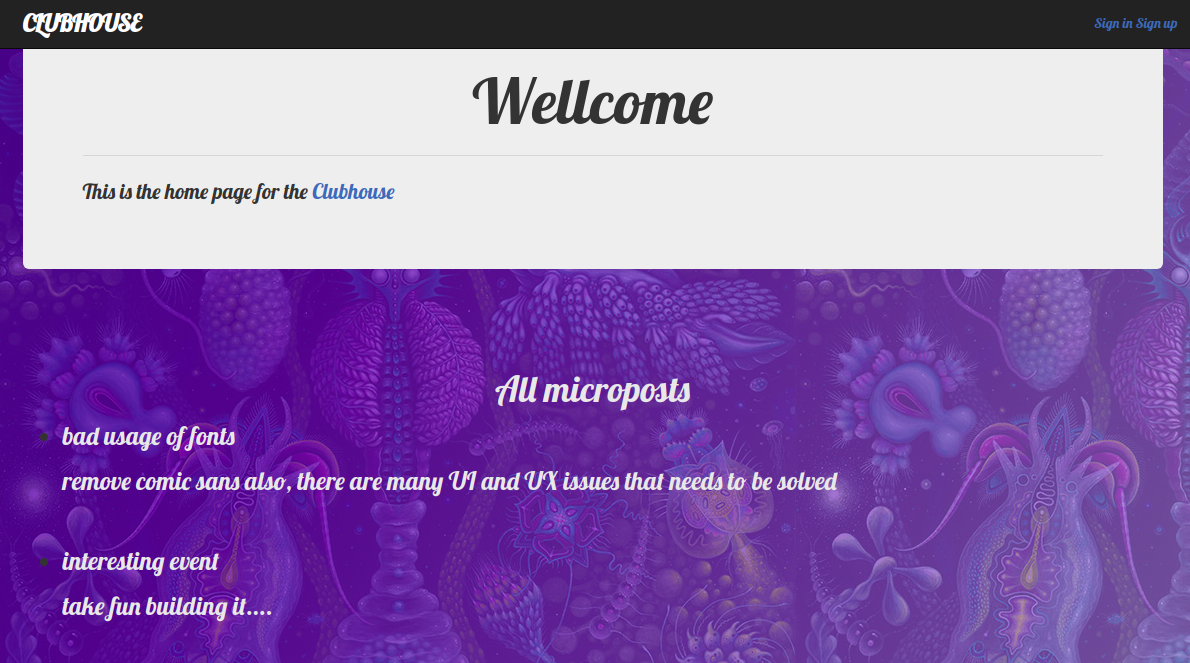 CLUBHOUSE
Sign in Sign up
Wellcome
This is the home page for the Clubhouse
All microposts
bad usage of fonts
remove comic sans also, there are many UI and UX issues that needs to be solved
interesting event
take fun building it....